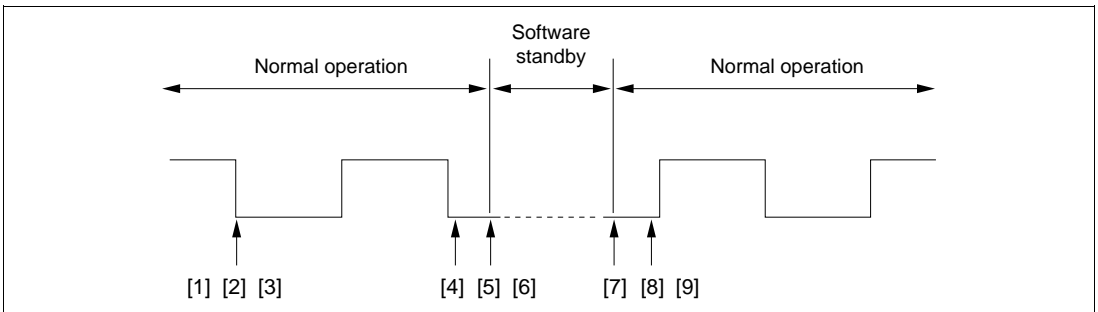 Software
standby
Normal operation
Normal operation
[1] [2] [3]
[4] [5] [6]
[7] [8] [9]